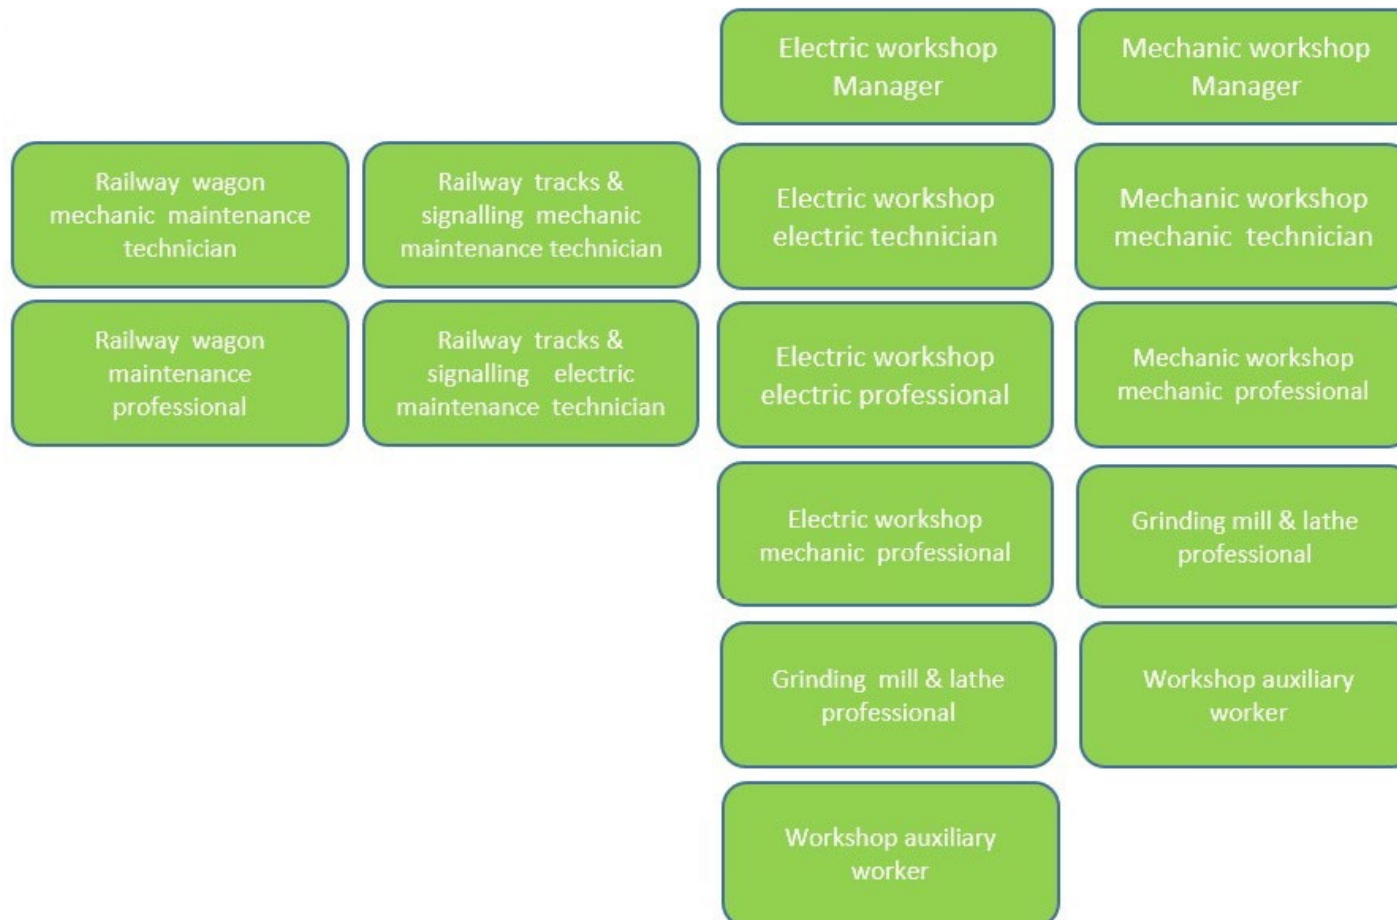 Electric workshop
Manager
Mechanic workshop
Manager
Railway wagon
mechanic maintenance
technician
Railway tracks &
signalling mechanic
maintenance technician
Electric workshop
electric technician
Mechanic workshop
mechanic technician
Railway wagon
maintenance
professional
Railway tracks &
signalling electric
maintenance technician
Electric workshop
electric professional
Mechanic workshop
mechanic professional
Electric workshop
mechanic professional
Grinding mill & lathe
professional
Grinding mill & lathe
professional
Workshop auxiliary
worker
Workshop auxiliary
worker